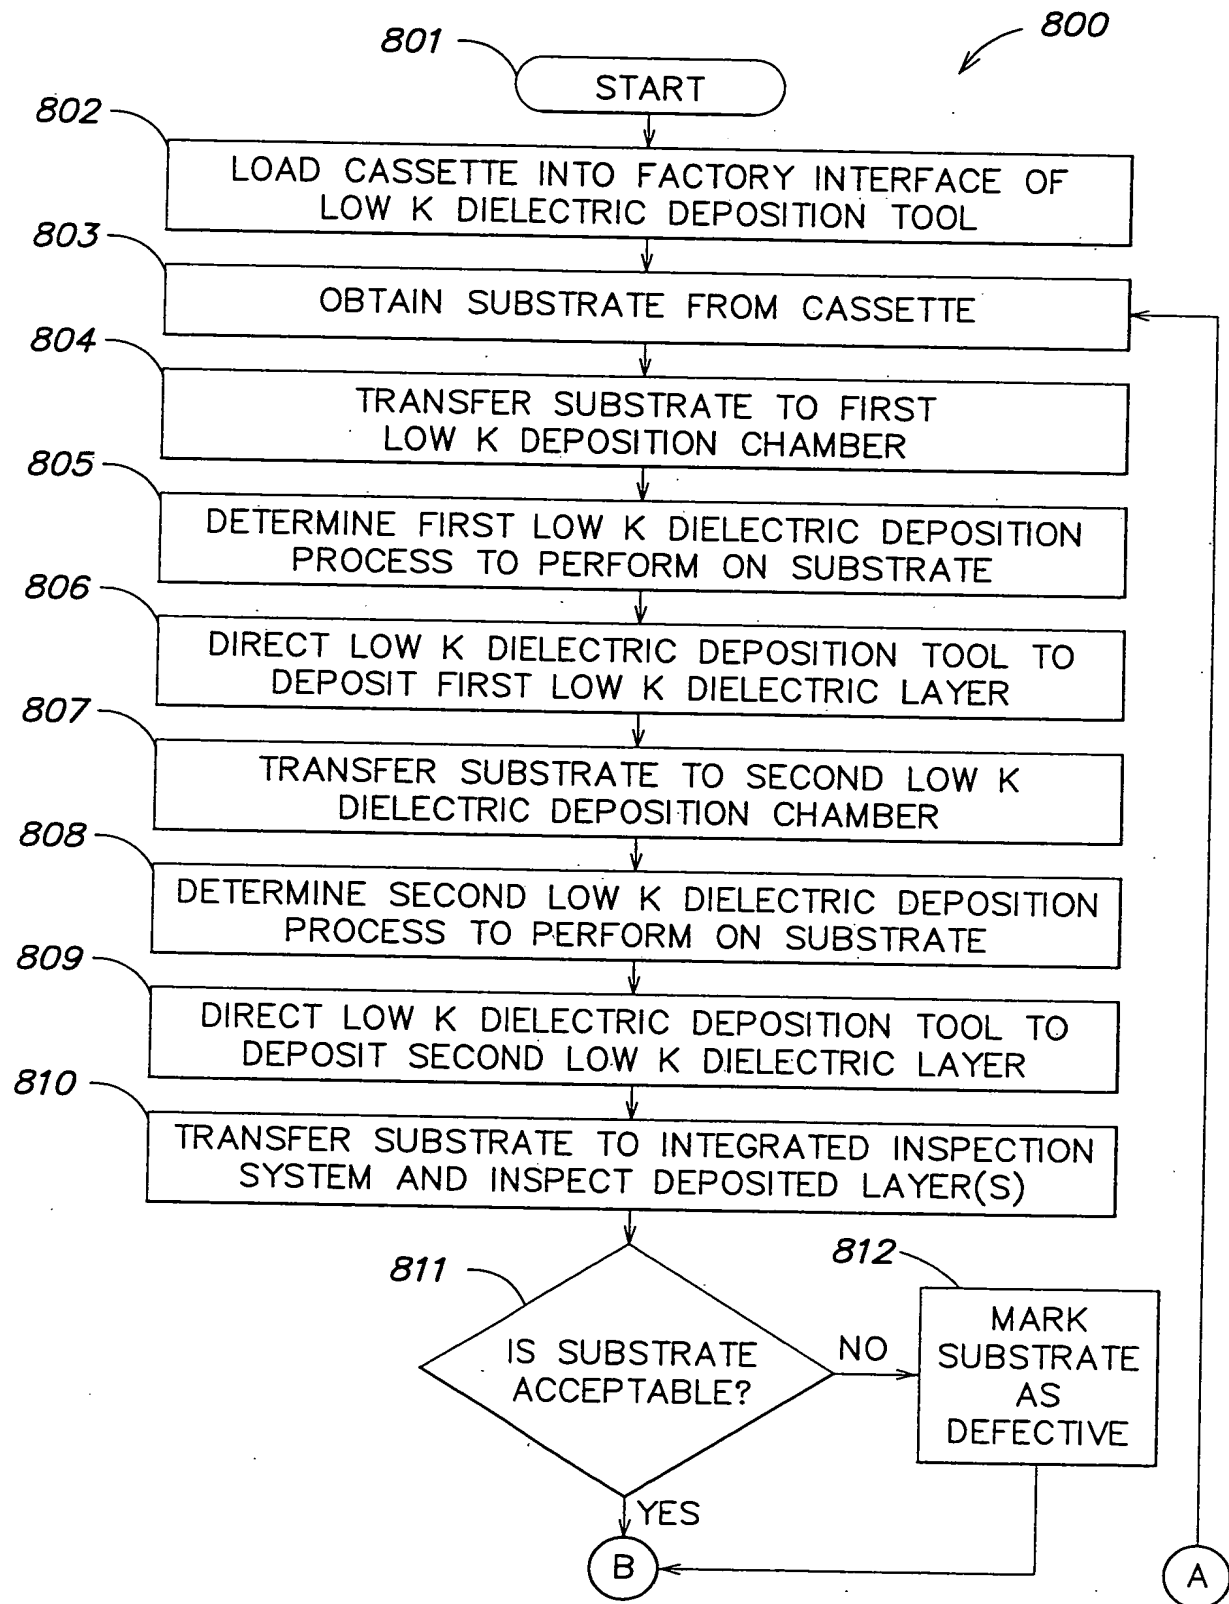 800
801
START
802
LOAD CASSETTE INTO FACTORY INTERFACE OF
LOW K DIELECTRIC DEPOSITION TOOL
803
OBTAIN SUBSTRATE FROM CASSETTE
804
TRANSFER SUBSTRATE TO FIRST
LOW K DEPOSITION CHAMBER
805
DETERMINE FIRST LOW K DIELECTRIC DEPOSITION
PROCESS TO PERFORM ON SUBSTRATE
806
DIRECT LOW K DIELECTRIC DEPOSITION TOOL TO
DEPOSIT FIRST LOW K DIELECTRIC LAYER
807
TRANSFER SUBSTRATE TO SECOND LOW K
DIELECTRIC DEPOSITION CHAMBER
808
DETERMINE SECOND LOW K DIELECTRIC DEPOSITION
PROCESS TO PERFORM ON SUBSTRATE
809
DIRECT LOW K DIELECTRIC DEPOSITION TOOL TO
DEPOSIT SECOND LOW K DIELECTRIC LAYER
810
TRANSFER SUBSTRATE TO INTEGRATED INSPECTION
SYSTEM AND INSPECT DEPOSITED LAYER(S)
811
IS SUBSTRATE
ACCEPTABLE?
NO
812
MARK
SUBSTRATE
AS
DEFECTIVE
YES
B
A